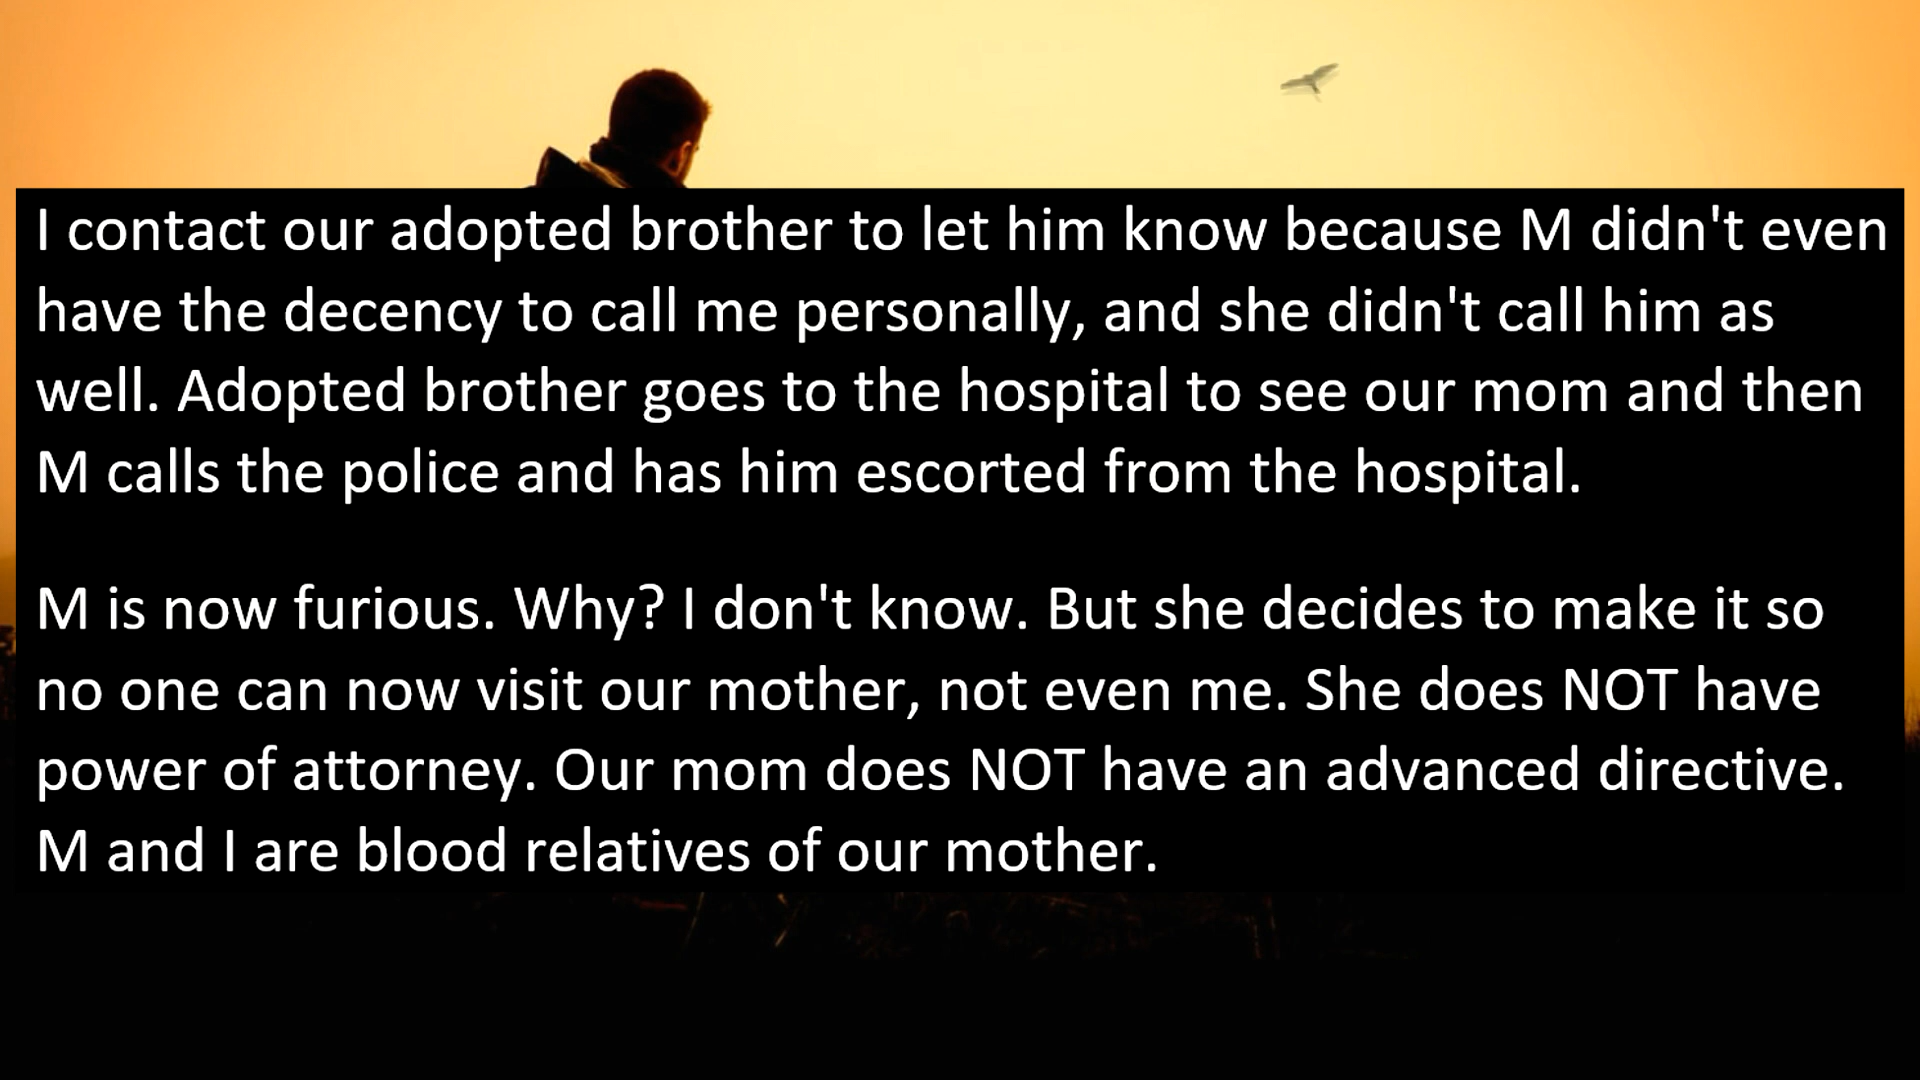 I contact our adopted brother to let him know because M didn't even
have the decency to call me personally, and she didn't call him as
well. Adopted brother goes to the hospital to see our mom and then
M calls the police and has him escorted from the hospital.
M is now furious. Why? I don't know. But she decides to make it so
no one can now visit our mother, not even me. She does NOT have
power of attorney. Our mom does NOT have an advanced directive.
M and I are blood relatives of our mother.